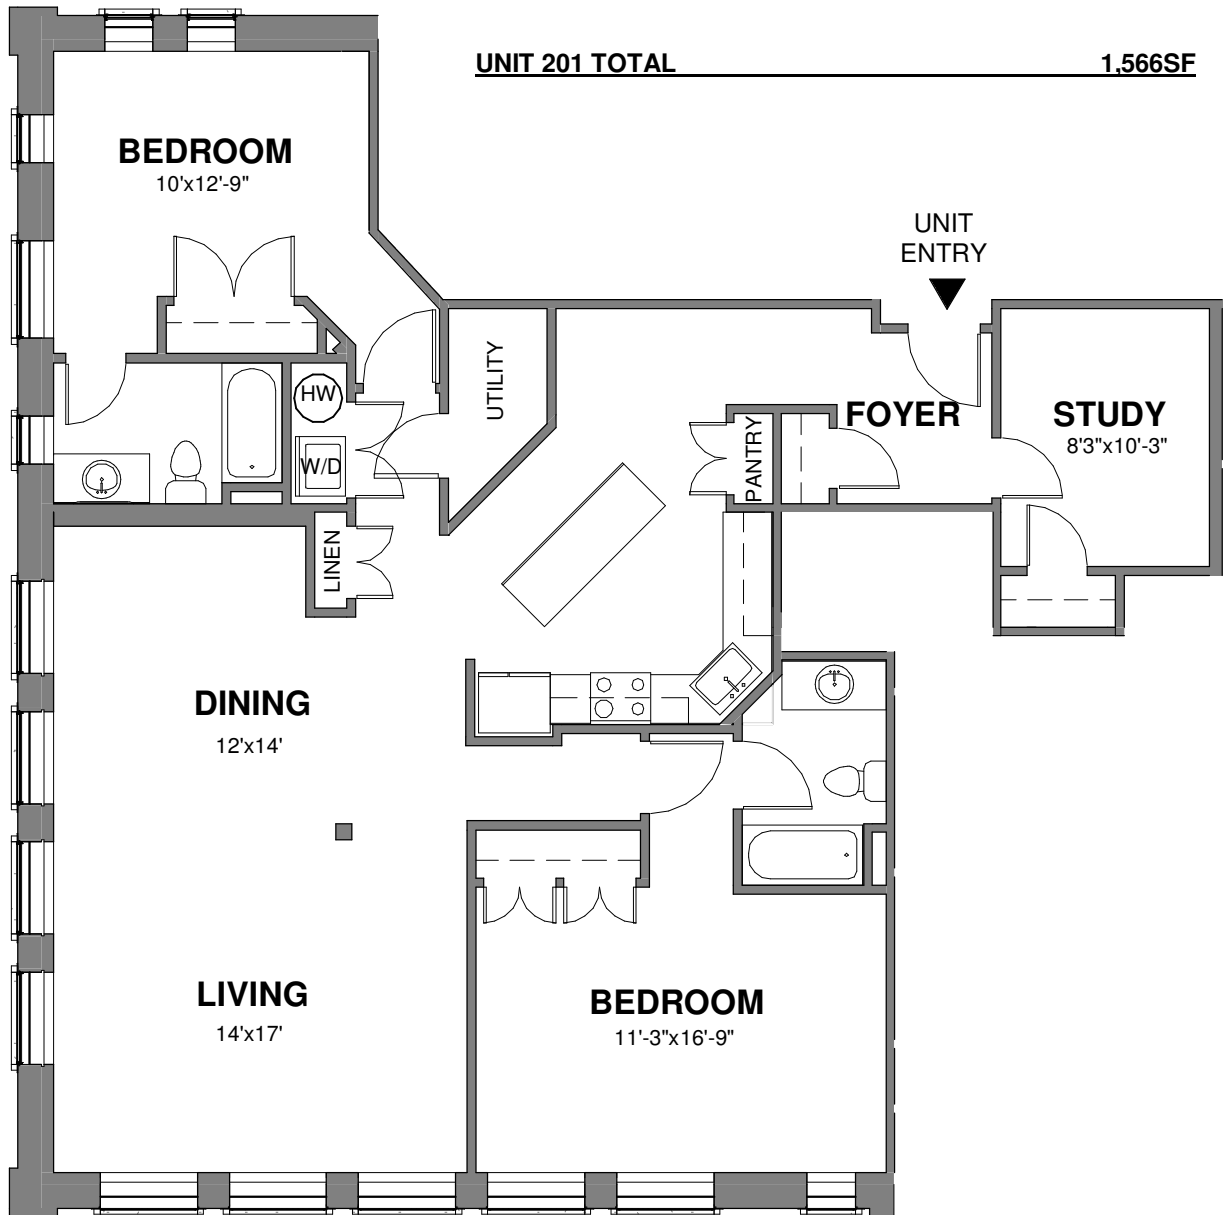 UNIT 201 TOTAL 1,566SF
BEDROOM
10'x12'-9"
UNIT
ENTRY
UTILITY
HW
W/D
FOYER
STUDY
8'3"x10'-3"
PANTRY
LINEN
DINING
12'x14'
LIVING
14'x17'
BEDROOM
11'-3"x16'-9"